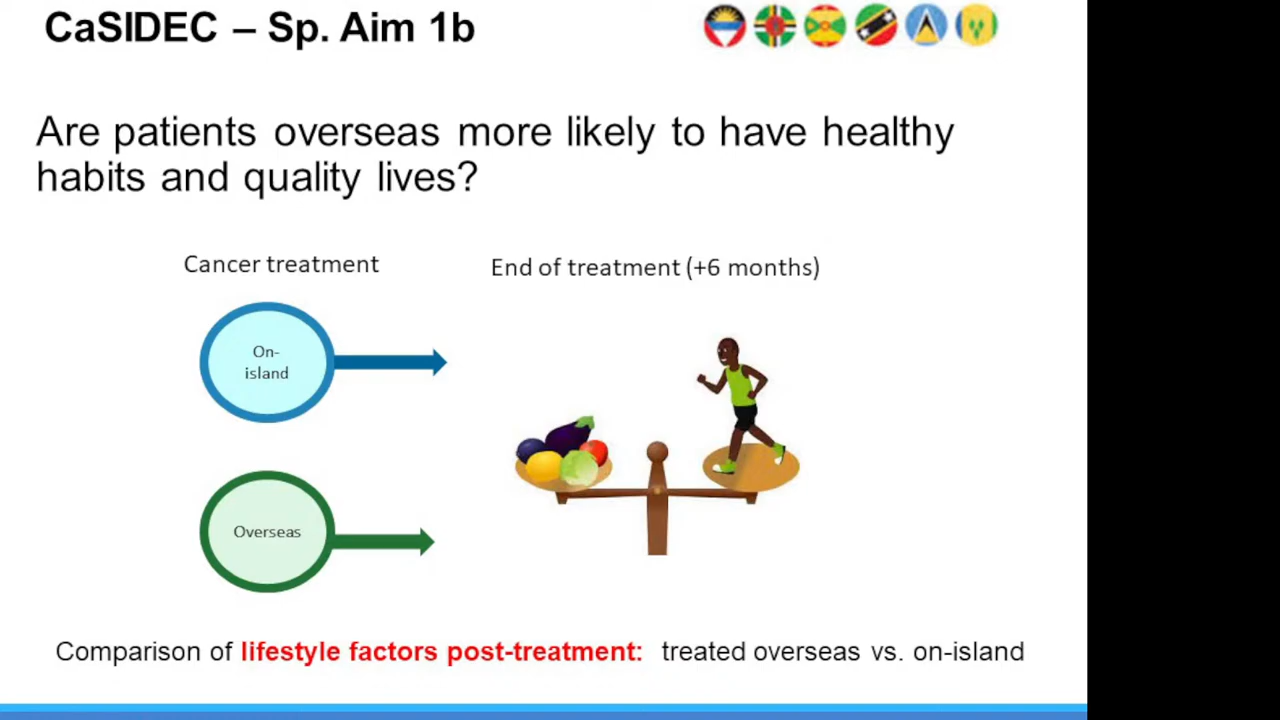 CaSIDEC – Sp. Aim 1b
Are patients overseas more likely to have healthy
habits and quality lives?
Cancer treatment
End of treatment (+6 months)
On-
island
Overseas
Comparison of lifestyle factors post-treatment: treated overseas vs. on-island